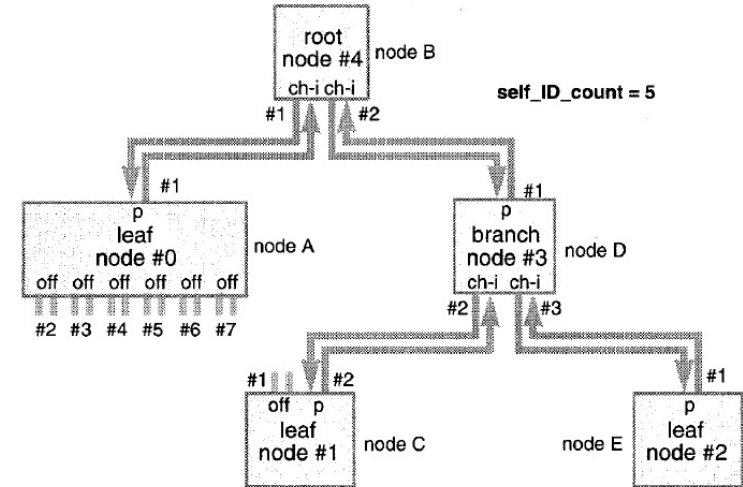 root
node #4
node B
ch-i ch-i
self_ID_count = 5
#1
#2
#1
#1
p
leaf
node #0
node A
off off off off off off
#2 #3 #4 #5 #6 #7
p
branch
node #3
node D
ch-i ch-i
#2
#3
#1
#2
#1
off p
leaf
node #1
node C
node E
p
leaf
node #2